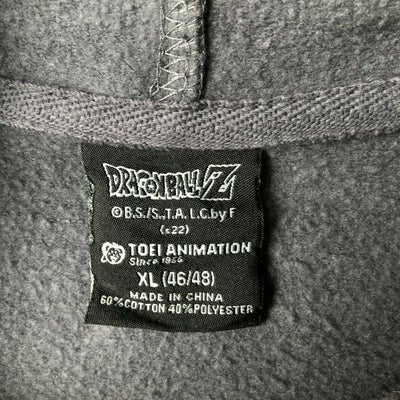 DRAGONBALL Z
©B.S./S.,T.A. L.C.by F
(s22)
TOEI ANIMATION
Since 1956
XL (46/48)
MADE IN CHINA
60%COTTON 40%POLYESTER